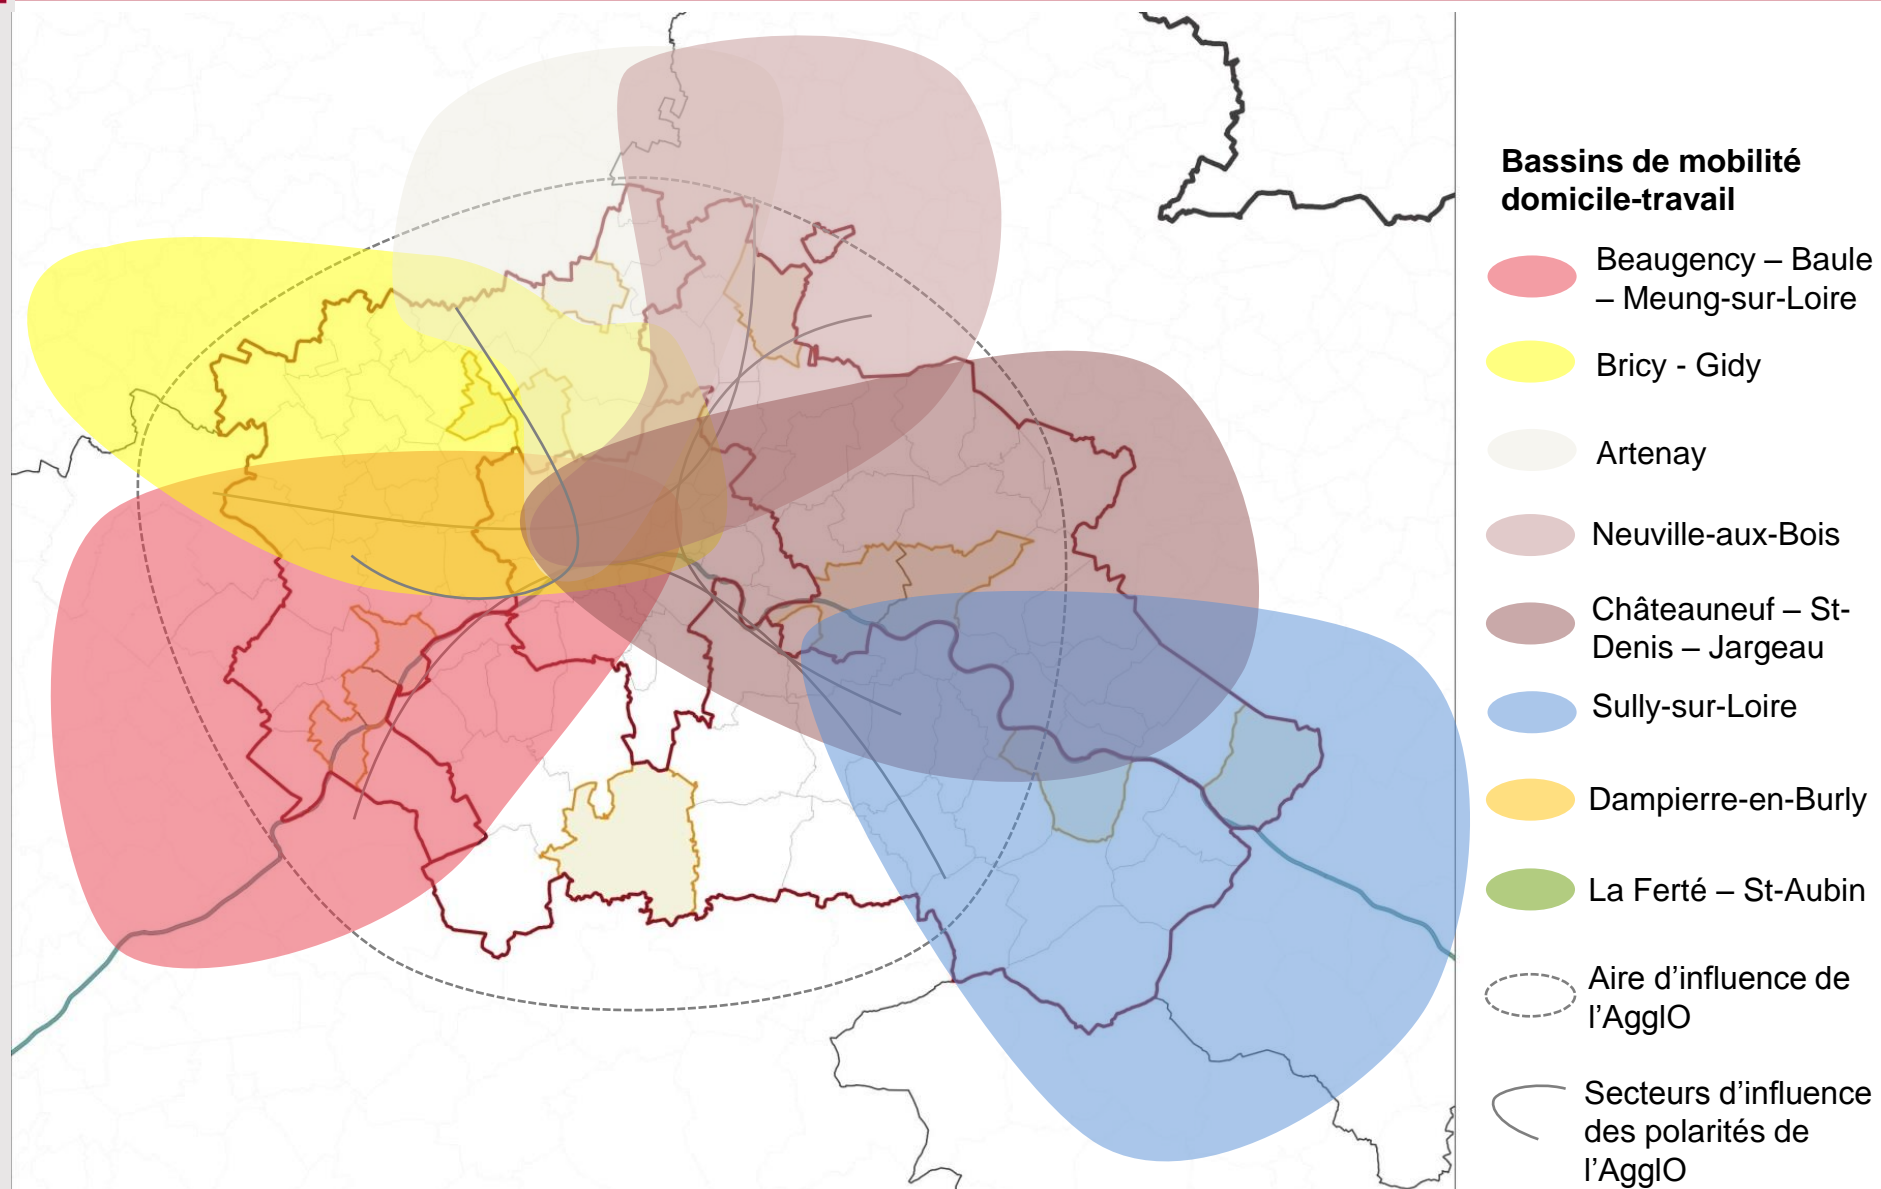 Bassins de mobilité
domicile-travail
Beaugency – Baule
– Meung-sur-Loire
Bricy - Gidy
Artenay
Neuville-aux-Bois
Châteauneuf – St-
Denis – Jargeau
Sully-sur-Loire
Dampierre-en-Burly
La Ferté – St-Aubin
Aire d’influence de
l’AgglO
Secteurs d’influence
des polarités de
l’AgglO